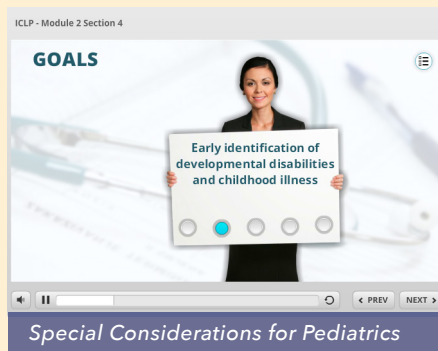 ICLP - Module 2 Section 4
GOALS
Early identification of
developmental disabilities
and childhood illness
< PREV
NEXT >
Special Considerations for Pediatrics